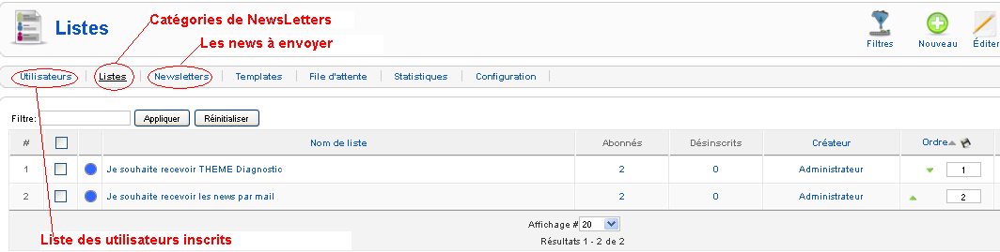 Catégories de NewsLetters
Listes
Les news à envoyer
Filtres
Nouveau
Éditer
Utilisateurs
Listes
Newsletters
Templates
File d'attente
Statistiques
Configuration
Filtre:
Appliquer
Réinitialiser
# Nom de liste Abonnés Désinscrits Créateur Ordre
1 Je souhaite recevoir THEME Diagnostic 2 0 Administrateur 1
2 Je souhaite recevoir les news par mail 2 0 Administrateur 2
Affichage # 20
Liste des utilisateurs inscrits
Résultats 1 - 2 de 2